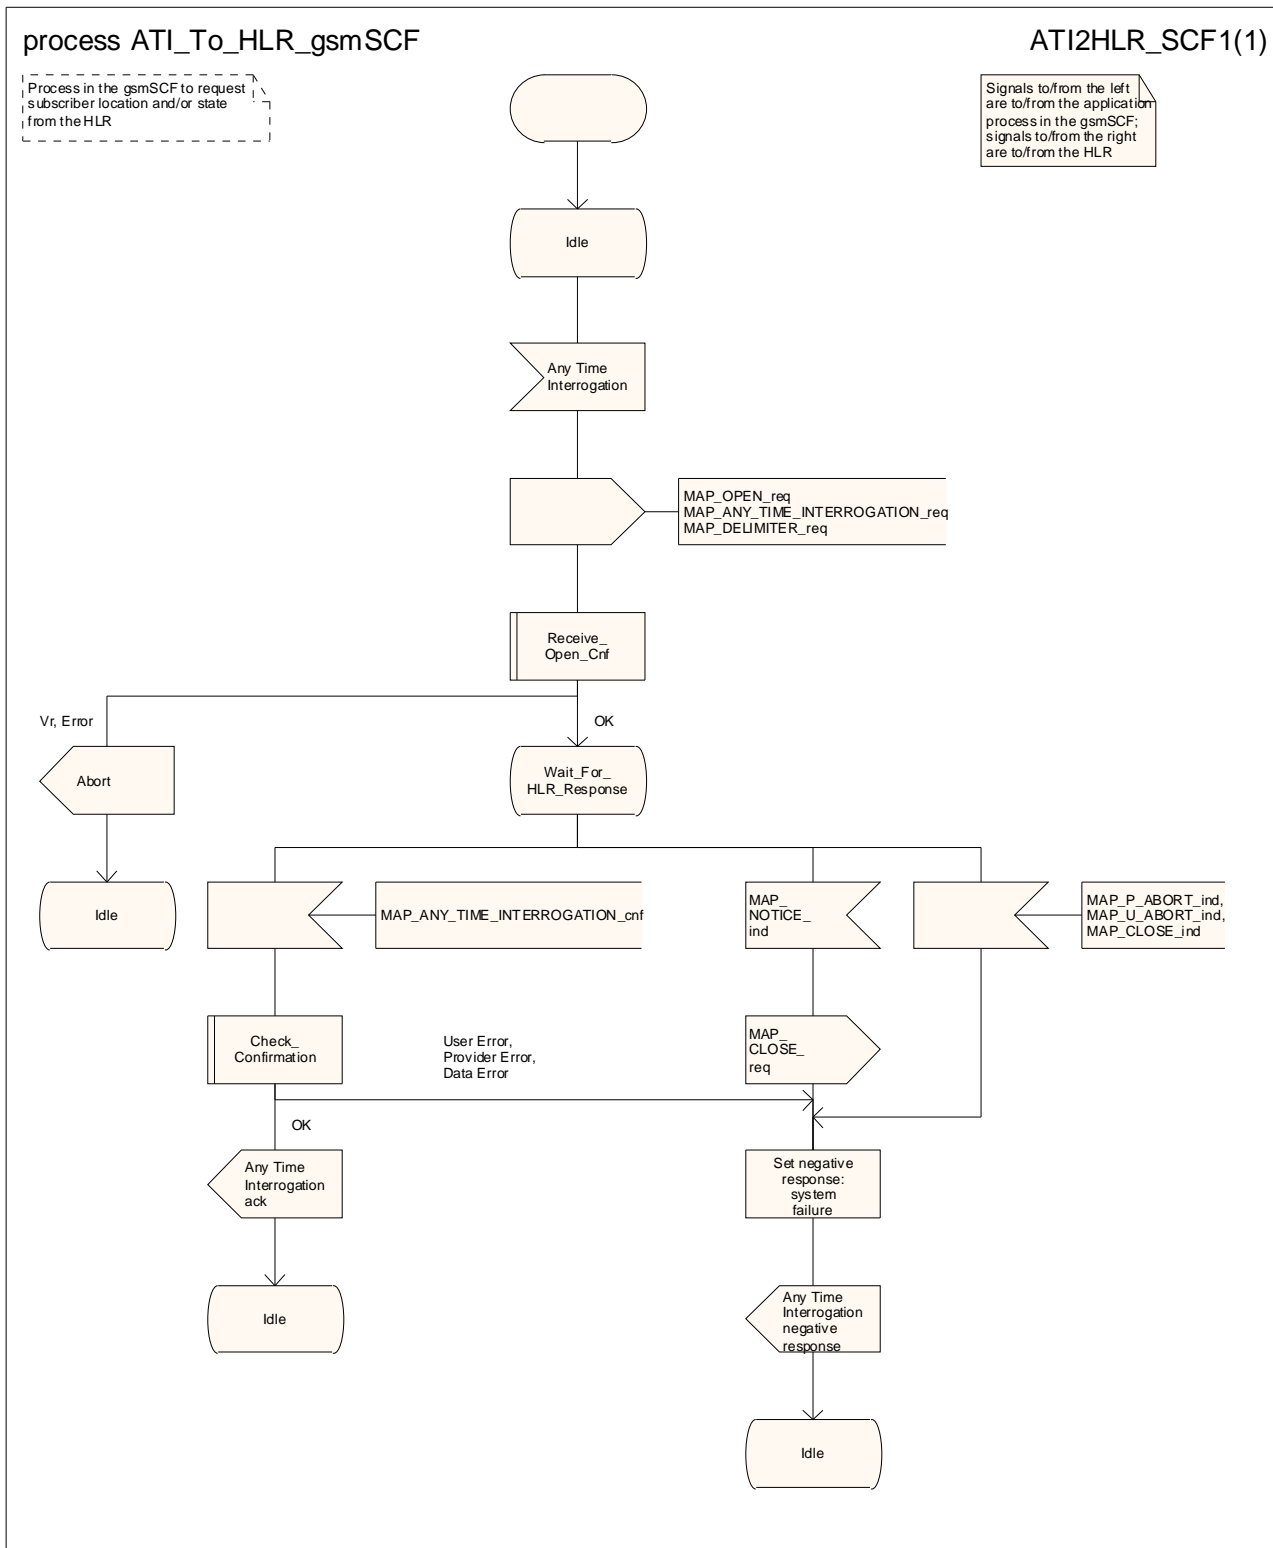 process ATI_To_HLR_gsmSCF
ATI2HLR_SCF1(1)
Process in the gsmSCF to request
subscriber location and/or state
from the HLR
Signals to/from the left
are to/from the application
process in the gsmSCF;
signals to/from the right
are to/from the HLR
Idle
Any Time
Interrogation
MAP_OPEN_req
MAP_ANY_TIME_INTERROGATION_req
MAP_DELIMITER_req
Receive_
Open_Cnf
Vr, Error
OK
Abort
Wait_For_
HLR_Response
Idle
MAP_ANY_TIME_INTERROGATION_cnf
MAP_
NOTICE_
ind
MAP_P_ABORT_ind,
MAP_U_ABORT_ind,
MAP_CLOSE_ind
Check_
Confirmation
User Error,
Provider Error,
Data Error
MAP_
CLOSE_
req
OK
Any Time
Interrogation
ack
Set negative
response:
system
failure
Idle
Any Time
Interrogation
negative
response
Idle